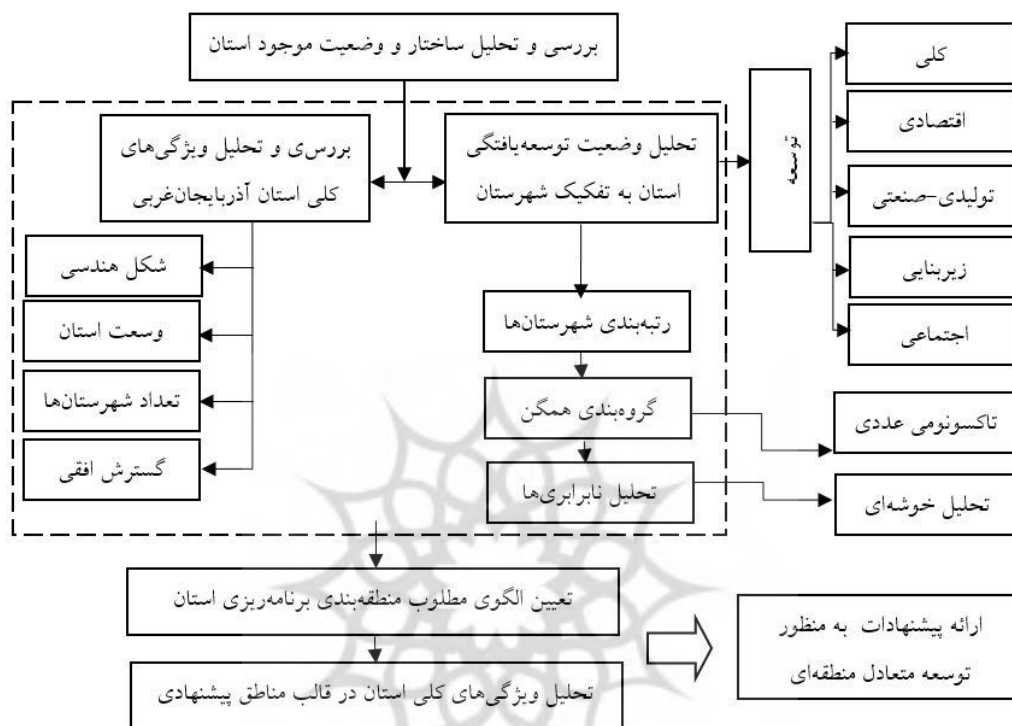 بررسی و تحلیل ساختار و وضعیت موجود استان
کلی
اقتصادی
تولیدی-صنعتی
زیربنایی
اجتماعی
توسعه
تحلیل وضعیت توسعه‌یافتگی
استان به تفکیک شهرستان
بررس‌ی و تحلیل ویژگی‌های
کلی استان آذربایجان‌غربی
شکل هندسی
وسعت استان
تعداد شهرستان‌ها
گسترش افقی
رتبه‌بندی شهرستان‌ها
گروه‌بندی همگن
تحلیل نابرابری‌ها
تاکسونومی عددی
تحلیل خوشه‌ای
تعیین الگوی مطلوب منطقه‌بندی برنامه‌ریزی استان
تحلیل ویژگی‌های کلی استان در قالب مناطق پیشنهادی
ارائه پیشنهادات به منظور
توسعه متعادل منطقه‌ای